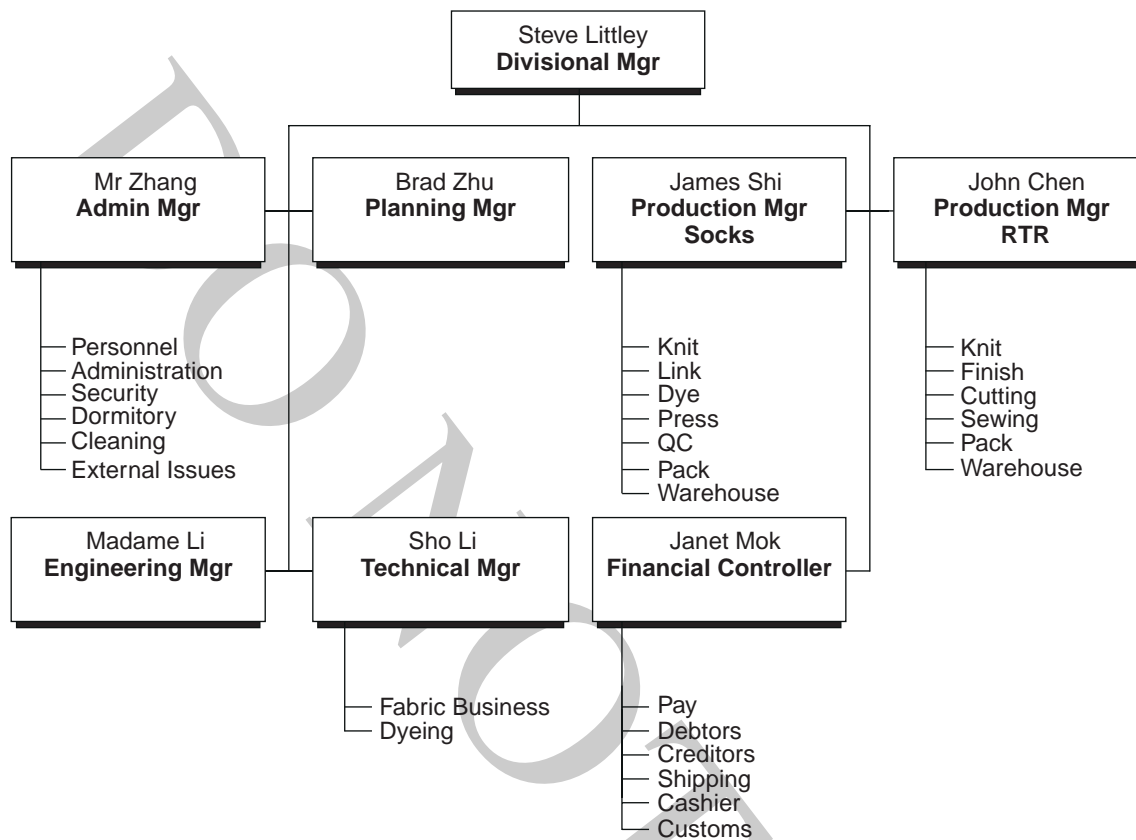 Steve Littley
Divisional Mgr
Mr Zhang
Admin Mgr
Brad Zhu
Planning Mgr
James Shi
Production Mgr
Socks
John Chen
Production Mgr
RTR
Personnel
Administration
Security
Dormitory
Cleaning
External Issues
Knit
Link
Dye
Press
QC
Pack
Warehouse
Knit
Finish
Cutting
Sewing
Pack
Warehouse
Madame Li
Engineering Mgr
Sho Li
Technical Mgr
Janet Mok
Financial Controller
Fabric Business
Dyeing
Pay
Debtors
Creditors
Shipping
Cashier
Customs